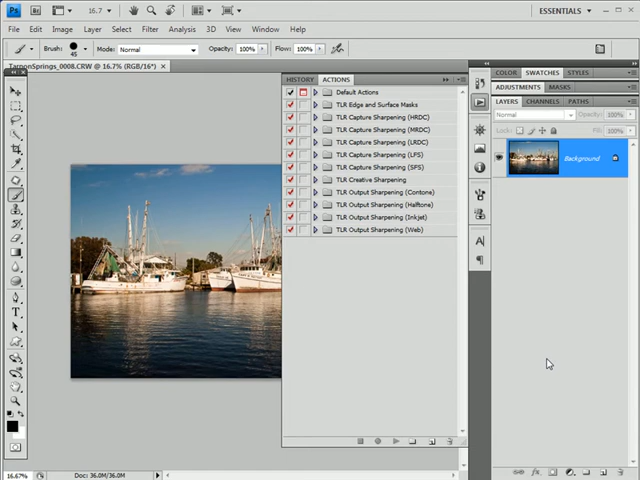 Ps Br 16.7 ESSENTIALS
File Edit Image Layer Select Filter Analysis 3D View Window Help
Brush: 45 Mode: Normal Opacity: 100% Flow: 100%
TarponSprings_0008.CRW @ 16.7% (RGB/16*)
HISTORY ACTIONS
Default Actions
TLR Edge and Surface Masks
TLR Capture Sharpening (HRDC)
TLR Capture Sharpening (MRDC)
TLR Capture Sharpening (LRDC)
TLR Capture Sharpening (LFS)
TLR Capture Sharpening (SFS)
TLR Creative Sharpening
TLR Output Sharpening (Contone)
TLR Output Sharpening (Halftone)
TLR Output Sharpening (Inkjet)
TLR Output Sharpening (Web)
COLOR SWATCHES STYLES
ADJUSTMENTS MASKS
LAYERS CHANNELS PATHS
Normal Opacity: 100%
Lock: Fill: 100%
Background
16.67% Doc: 36.0M/36.0M